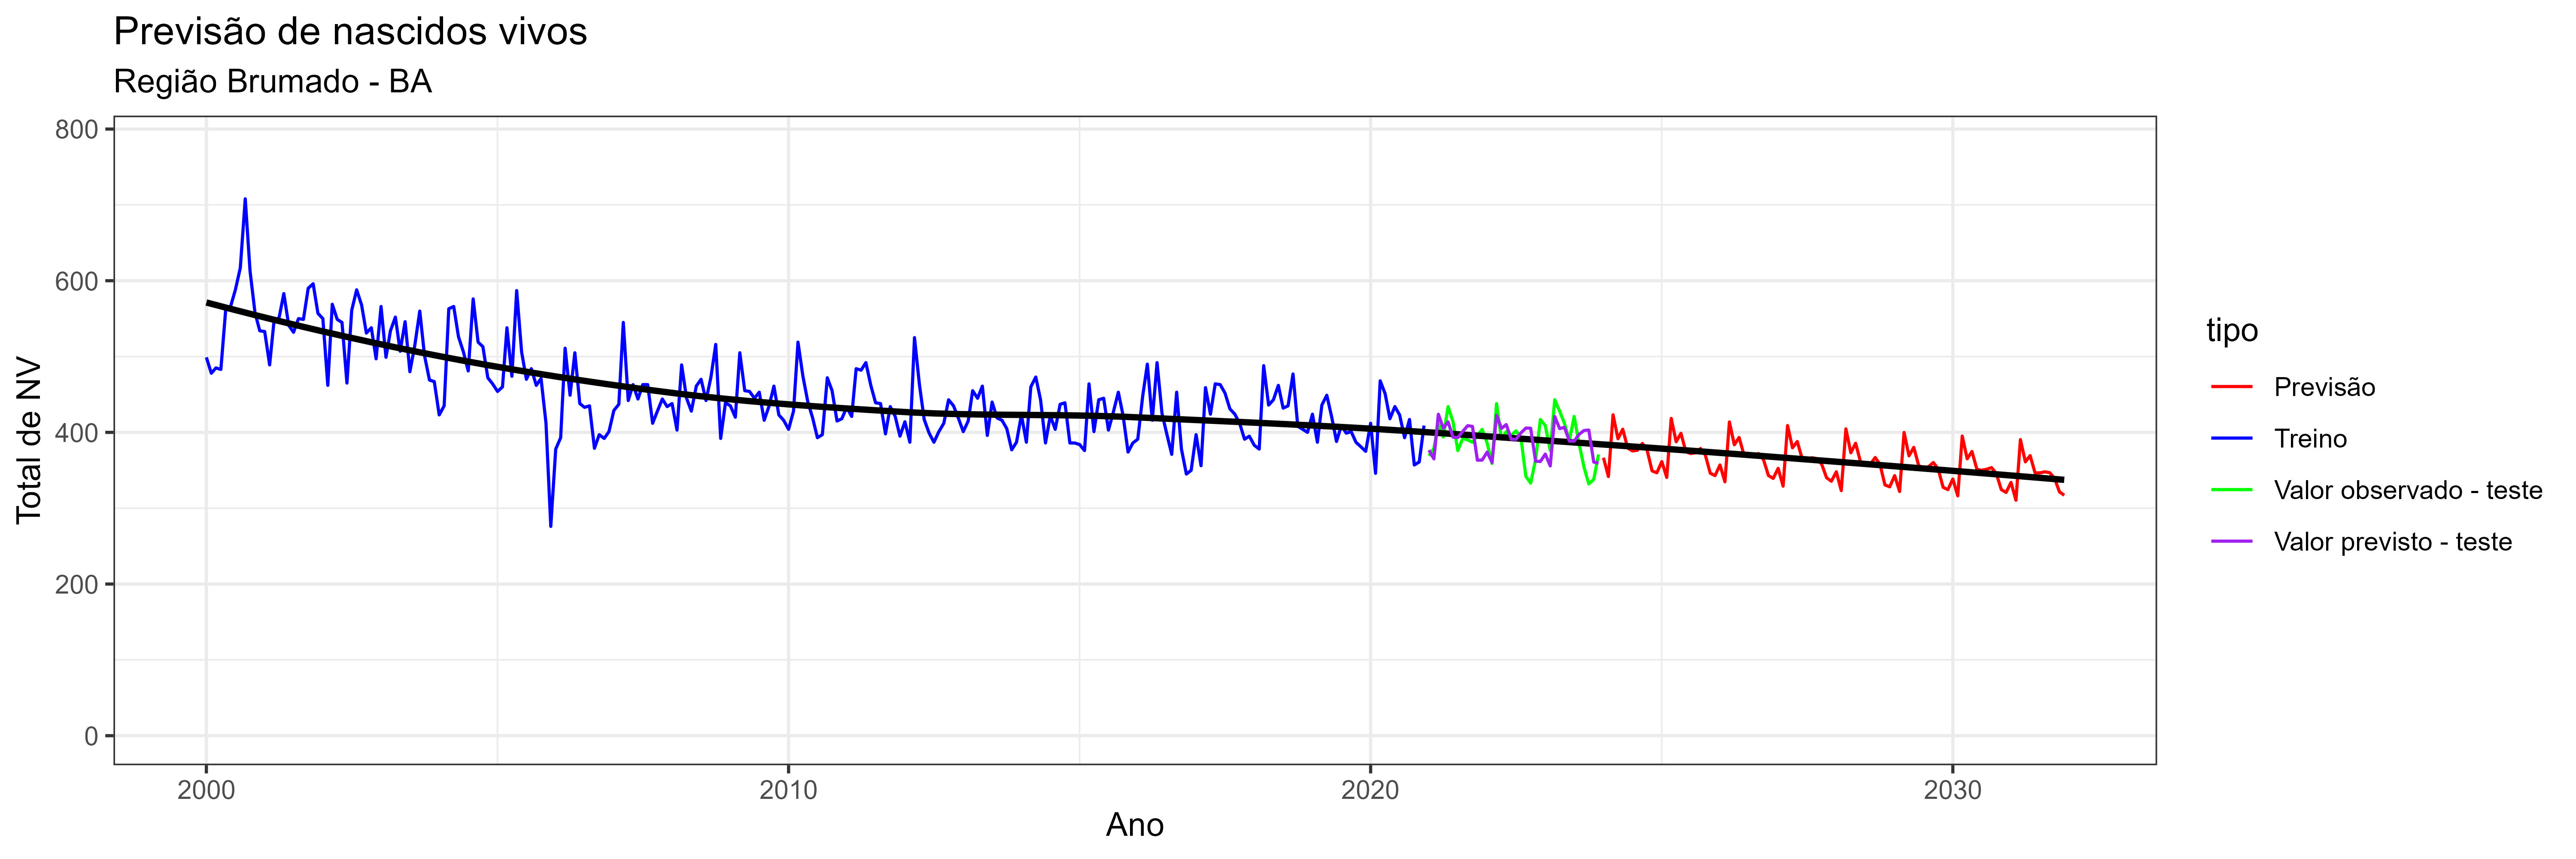 Previsão de nascidos vivos
Região Brumado - BA
800
600
400
200
0
Total de NV
2000
2010
2020
2030
Ano
tipo
Previsão
Treino
Valor observado - teste
Valor previsto - teste